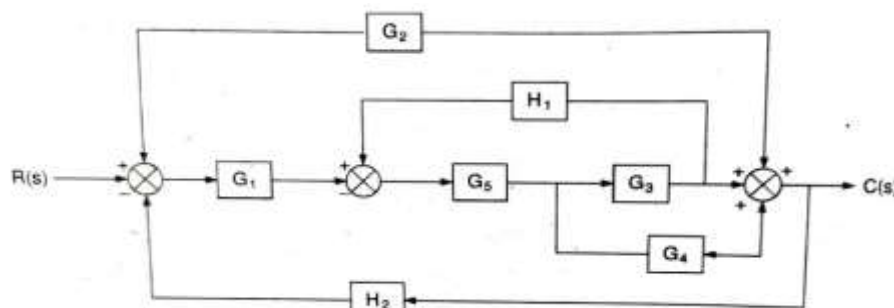 G₂
H₁
+ + +
R(s) G₁ G₅ G₃ + + C(s)
− − − +
G₄
H₂